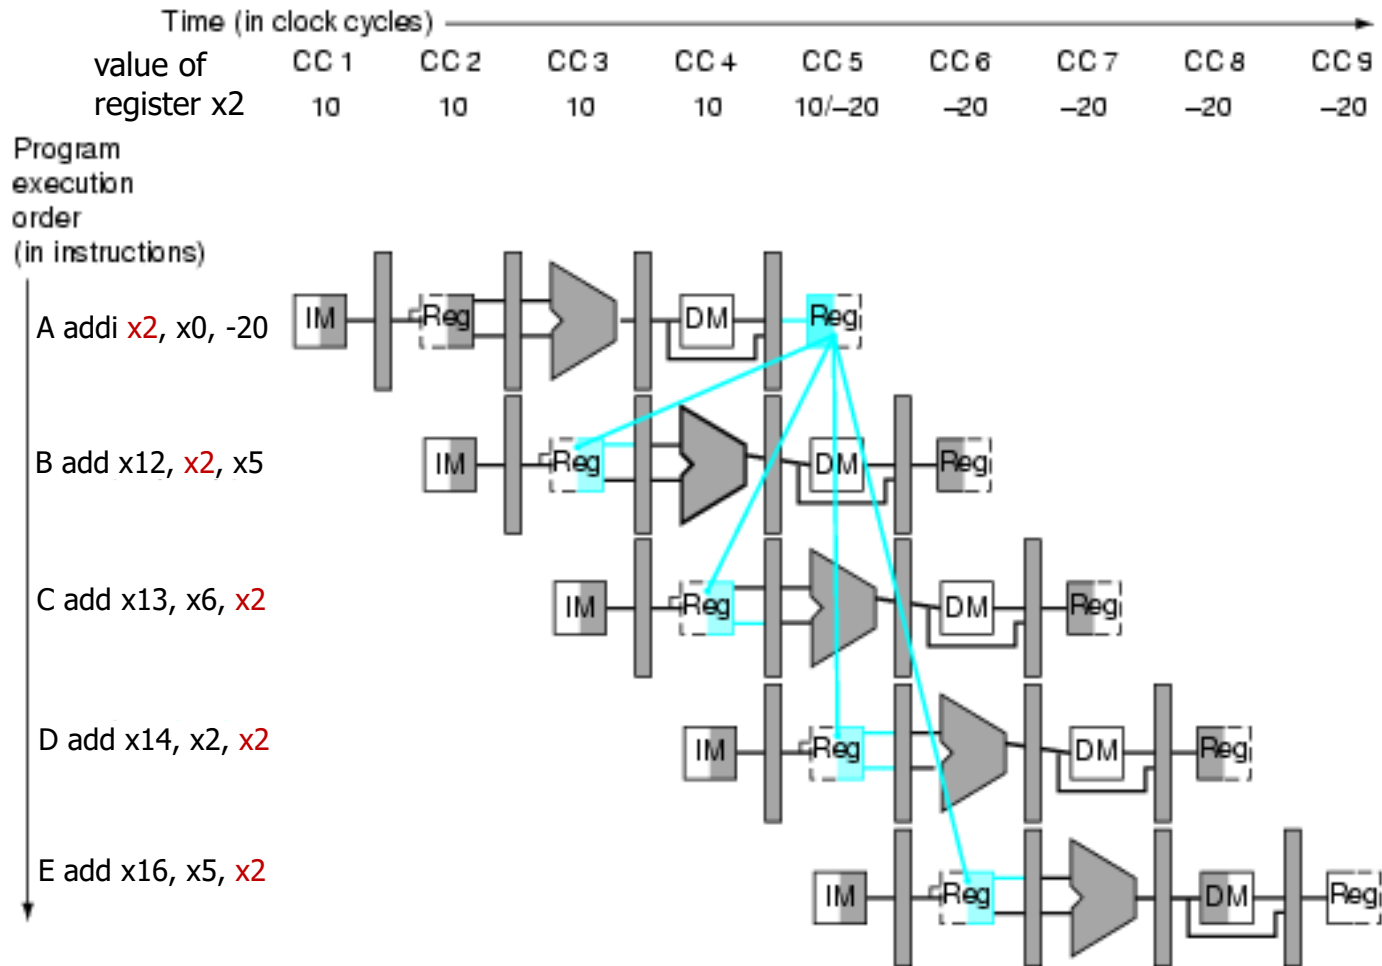 Time (in clock cycles)
value of register x2
CC 1 CC 2 CC 3 CC 4 CC 5 CC 6 CC 7 CC 8 CC 9
10 10 10 10 10/–20 –20 –20 –20 –20
Program
execution
order
(in instructions)
A addi x2, x0, -20
IM Reg DM Reg
B add x12, x2, x5
IM Reg DM Reg
C add x13, x6, x2
IM Reg DM Reg
D add x14, x2, x2
IM Reg DM Reg
E add x16, x5, x2
IM Reg DM Reg